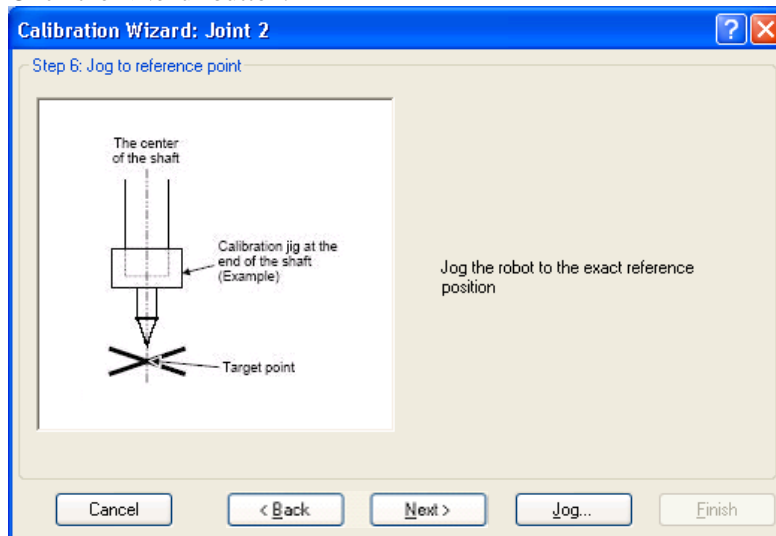 Calibration Wizard: Joint 2
Step 6: Jog to reference point
The center
of the shaft
Calibration jig at the
end of the shaft
(Example)
Target point
Jog the robot to the exact reference
position
Cancel
< Back
Next >
Jog...
Finish